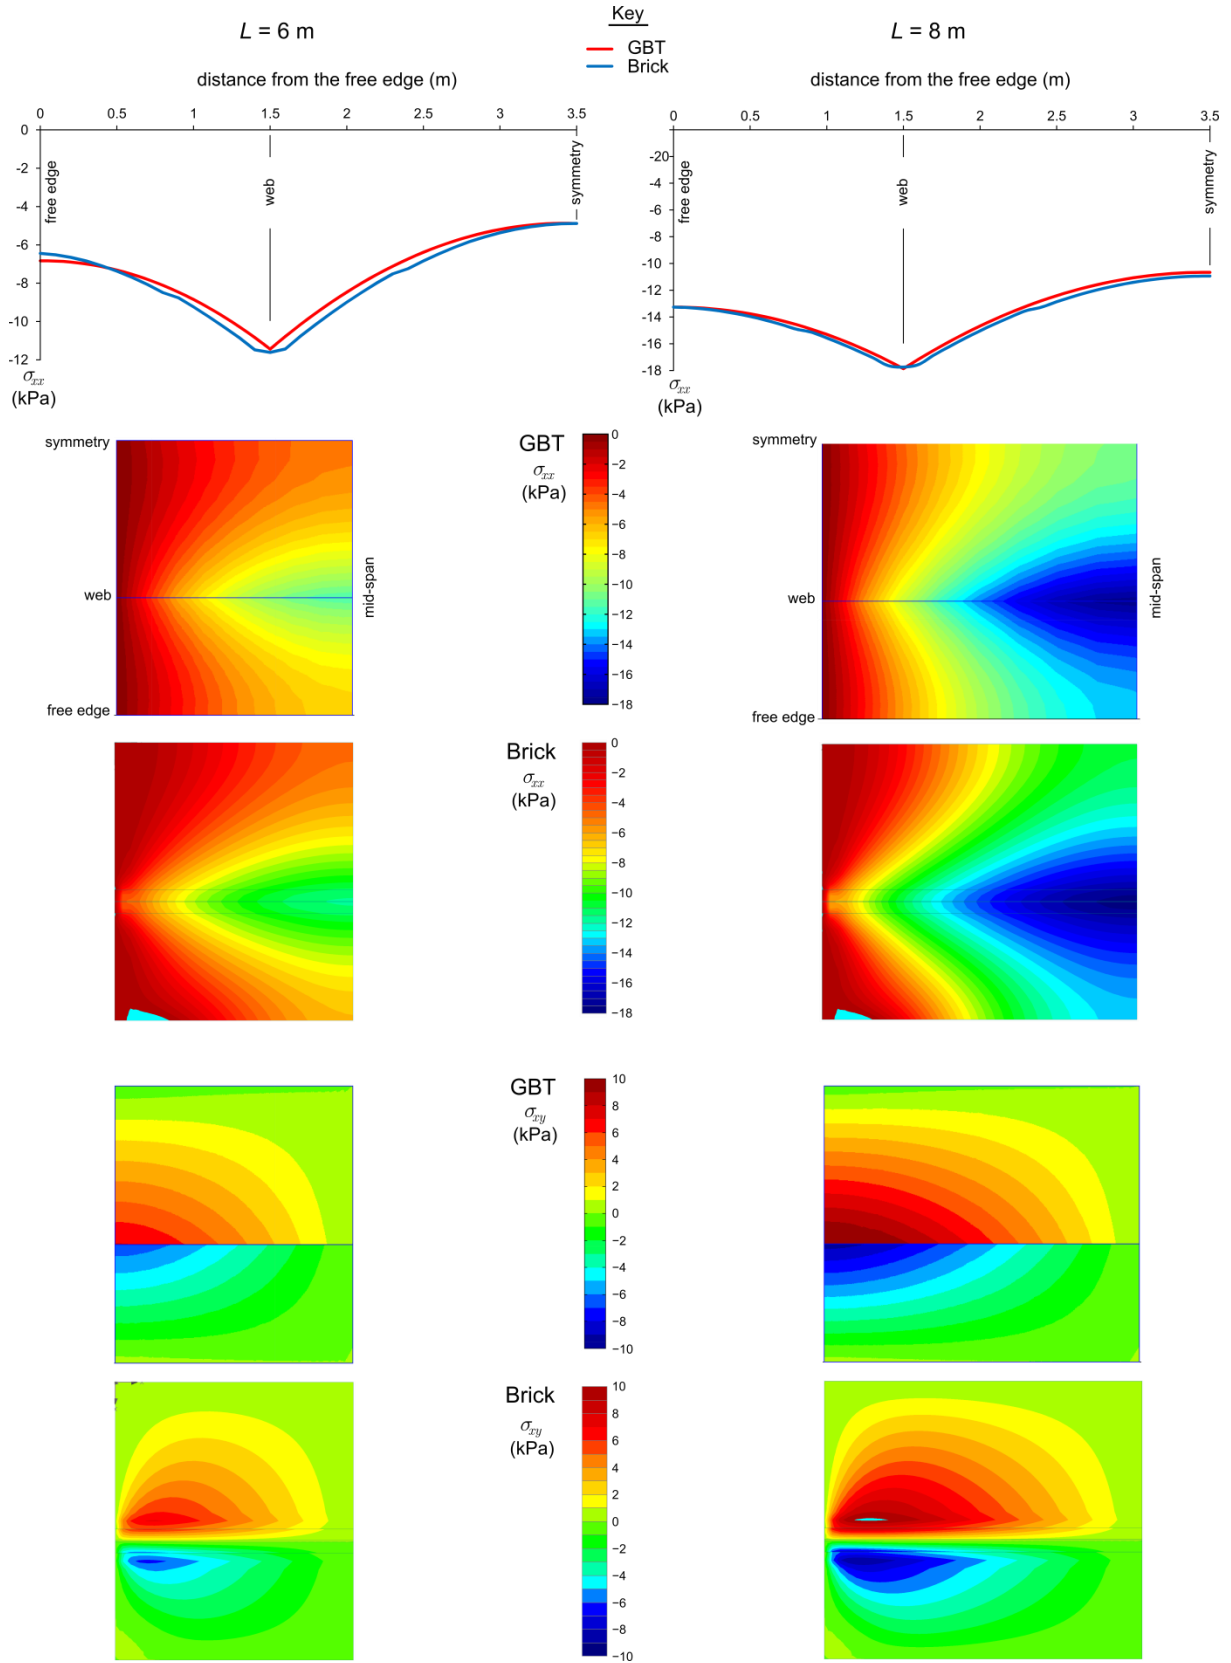 Key
L = 6 m
L = 8 m
GBT
Brick
distance from the free edge (m)
0 0.5 1 1.5 2 2.5 3 3.5
0
-2
-4
-6
-8
-10
-12
σxx
(kPa)
free edge
web
symmetry
distance from the free edge (m)
0 0.5 1 1.5 2 2.5 3 3.5
-20
-2
-4
-6
-8
-10
-12
-14
-16
-18
σxx
(kPa)
free edge
web
symmetry
symmetry
web
free edge
mid-span
GBT
σxx
(kPa)
0
−2
−4
−6
−8
−10
−12
−14
−16
−18
symmetry
web
free edge
mid-span
Brick
σxx
(kPa)
0
−2
−4
−6
−8
−10
−12
−14
−16
−18
GBT
σxy
(kPa)
10
8
6
4
2
0
−2
−4
−6
−8
−10
Brick
σxy
(kPa)
10
8
6
4
2
0
−2
−4
−6
−8
−10